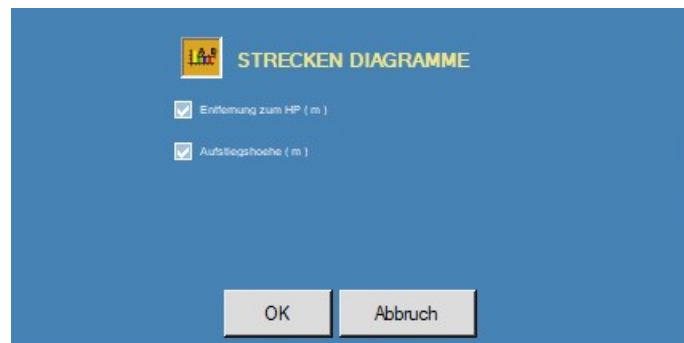 STRECKEN DIAGRAMME
Entfernung zum HP ( m )
Aufstiegshoehe ( m )
OK Abbruch